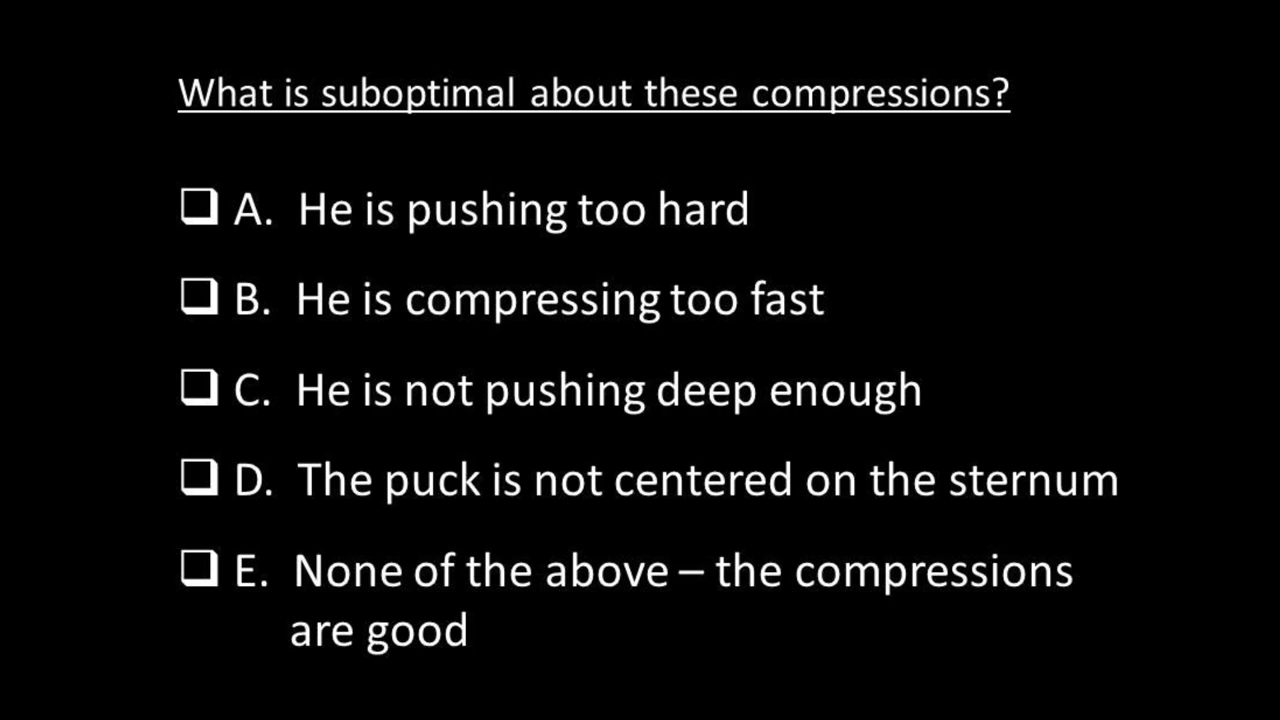 What is suboptimal about these compressions?
❑ A. He is pushing too hard
❑ B. He is compressing too fast
❑ C. He is not pushing deep enough
❑ D. The puck is not centered on the sternum
❑ E. None of the above – the compressions
are good